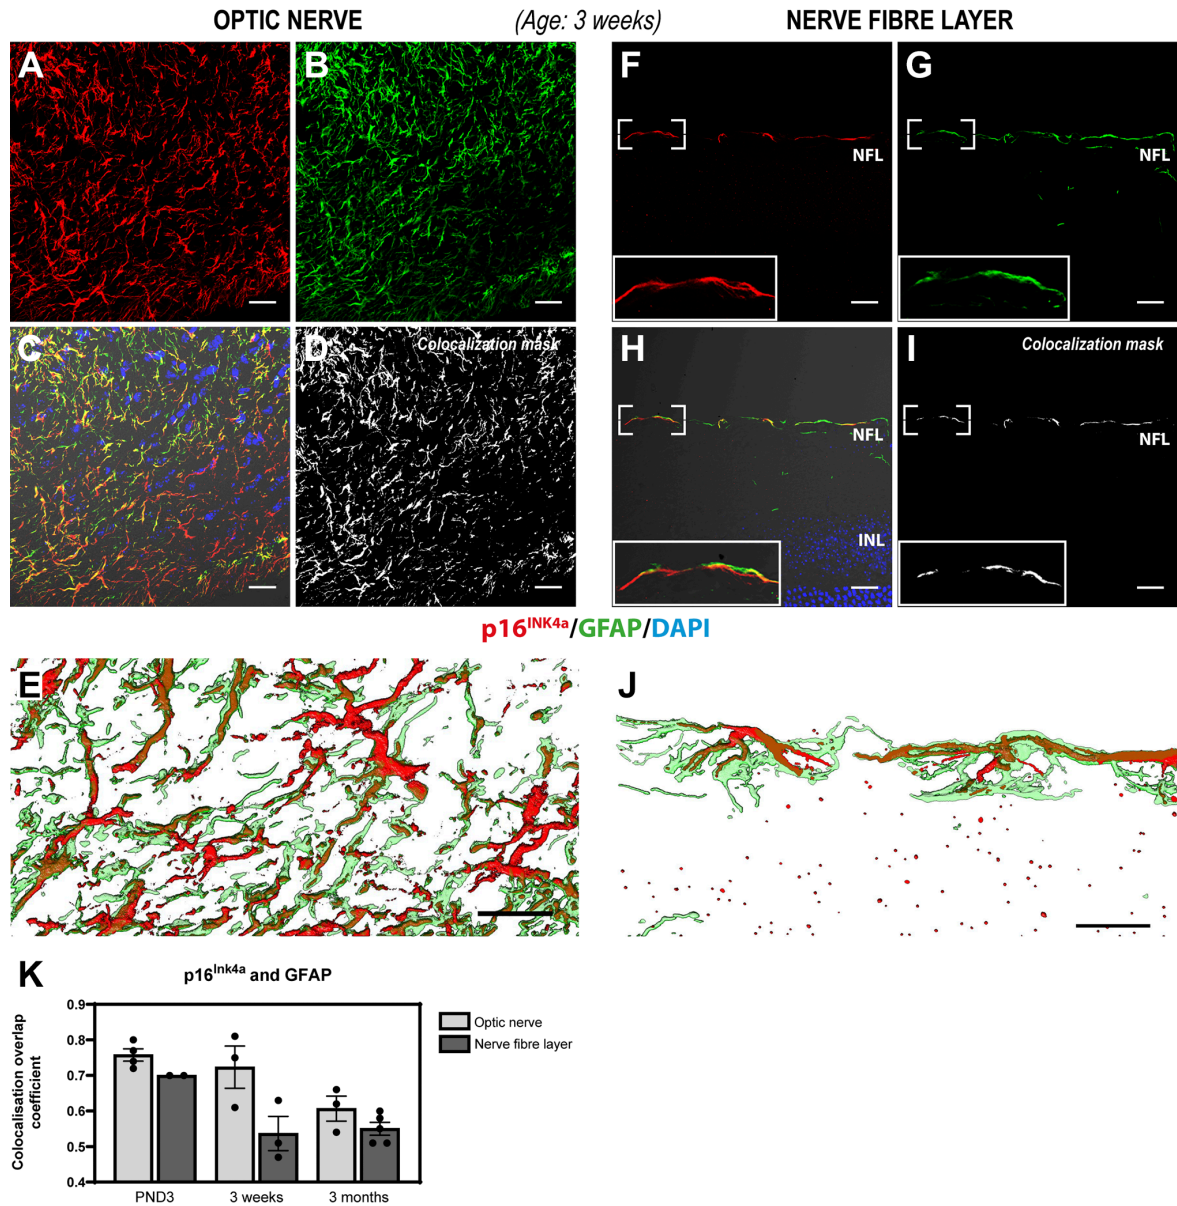 OPTIC NERVE (Age: 3 weeks) NERVE FIBRE LAYER
A B F G
NFL NFL
C D Colocalization mask H I Colocalization mask
NFL NFL
INL
p16INK4a/GFAP/DAPI
E J
K p16Ink4a and GFAP
Colocalisation overlap
coefficient
0.9
0.8
0.7
0.6
0.5
0.4
PND3 3 weeks 3 months
Optic nerve
Nerve fibre layer